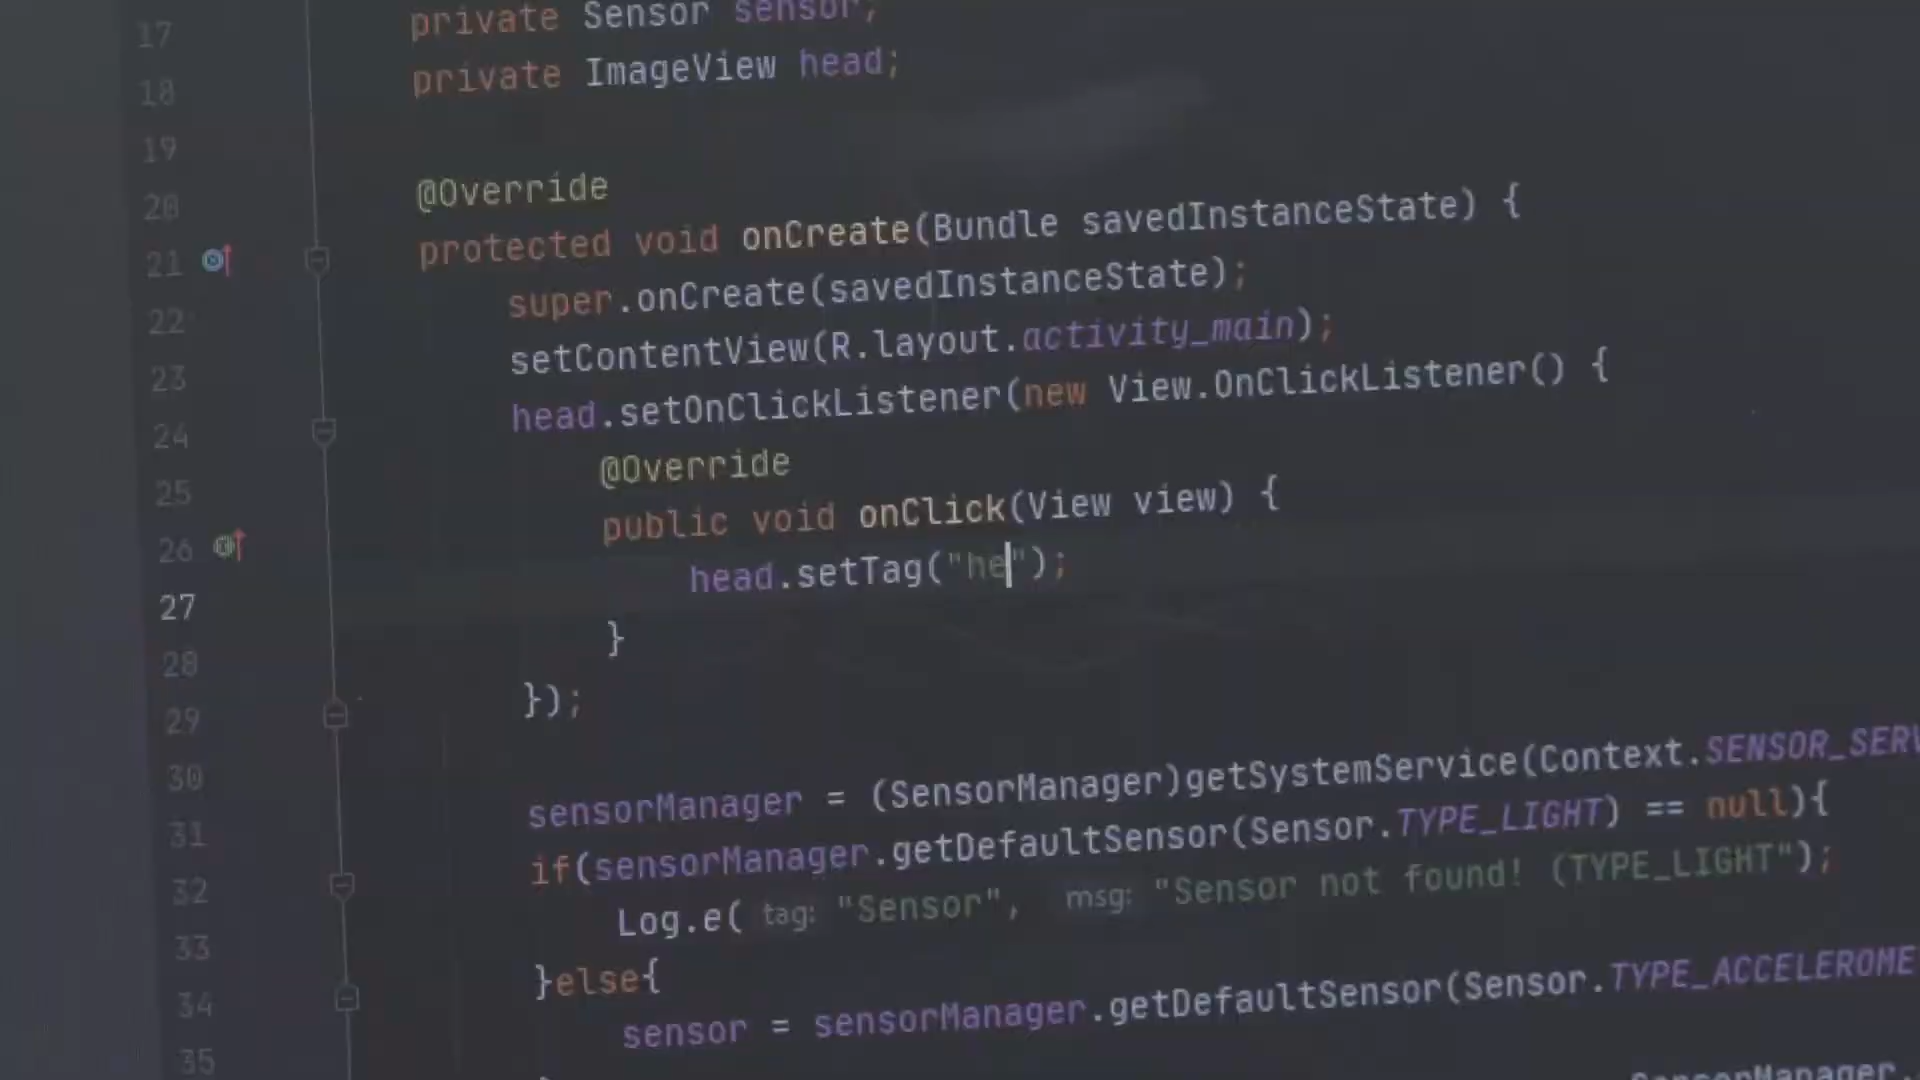 17 private Sensor sensor;
18 private ImageView head;
19
20 @Override
21 protected void onCreate(Bundle savedInstanceState) {
22 super.onCreate(savedInstanceState);
23 setContentView(R.layout.activity_main);
24 head.setOnClickListener(new View.OnClickListener() {
25 @Override
26 public void onClick(View view) {
27 head.setTag("he");
28 }
29 });
30
31 sensorManager = (SensorManager)getSystemService(Context.SENSOR_SERV
32 if(sensorManager.getDefaultSensor(Sensor.TYPE_LIGHT) == null){
33 Log.e( tag: "Sensor", msg: "Sensor not found! (TYPE_LIGHT");
34 }else{
35 sensor = sensorManager.getDefaultSensor(Sensor.TYPE_ACCELEROME
SensorManager.